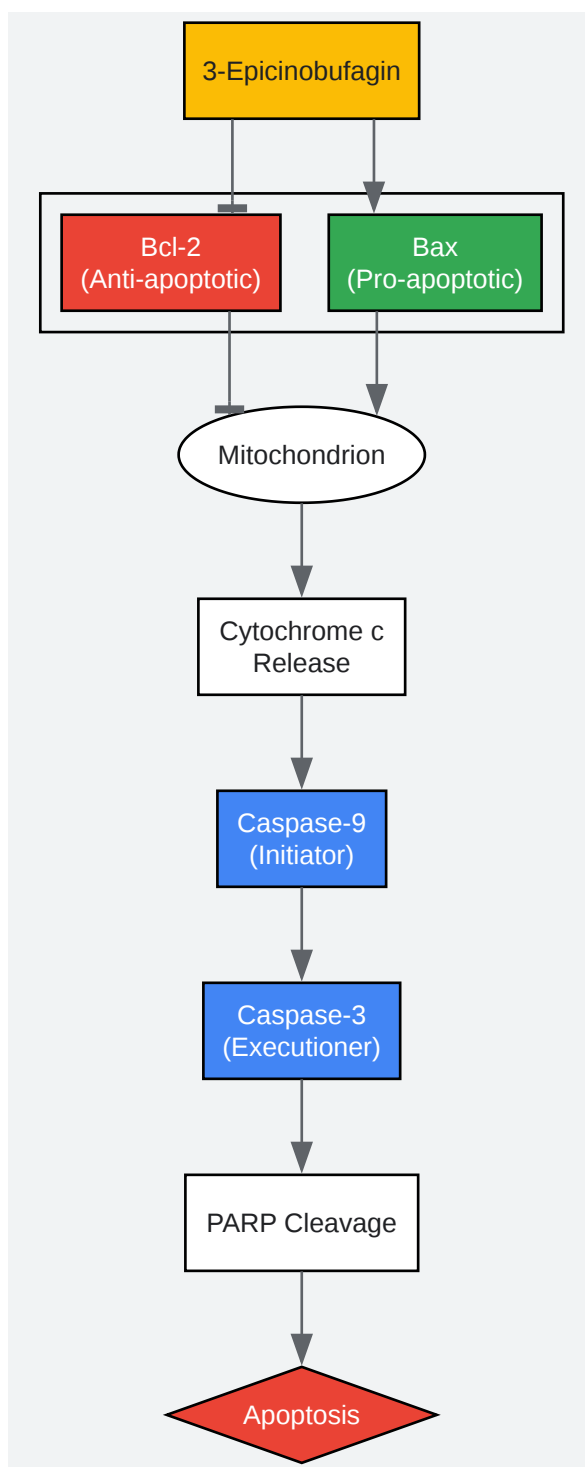 3-Epicinobufagin
Bcl-2
(Anti-apoptotic)
Bax
(Pro-apoptotic)
Mitochondrion
Cytochrome c
Release
Caspase-9
(Initiator)
Caspase-3
(Executioner)
PARP Cleavage
Apoptosis